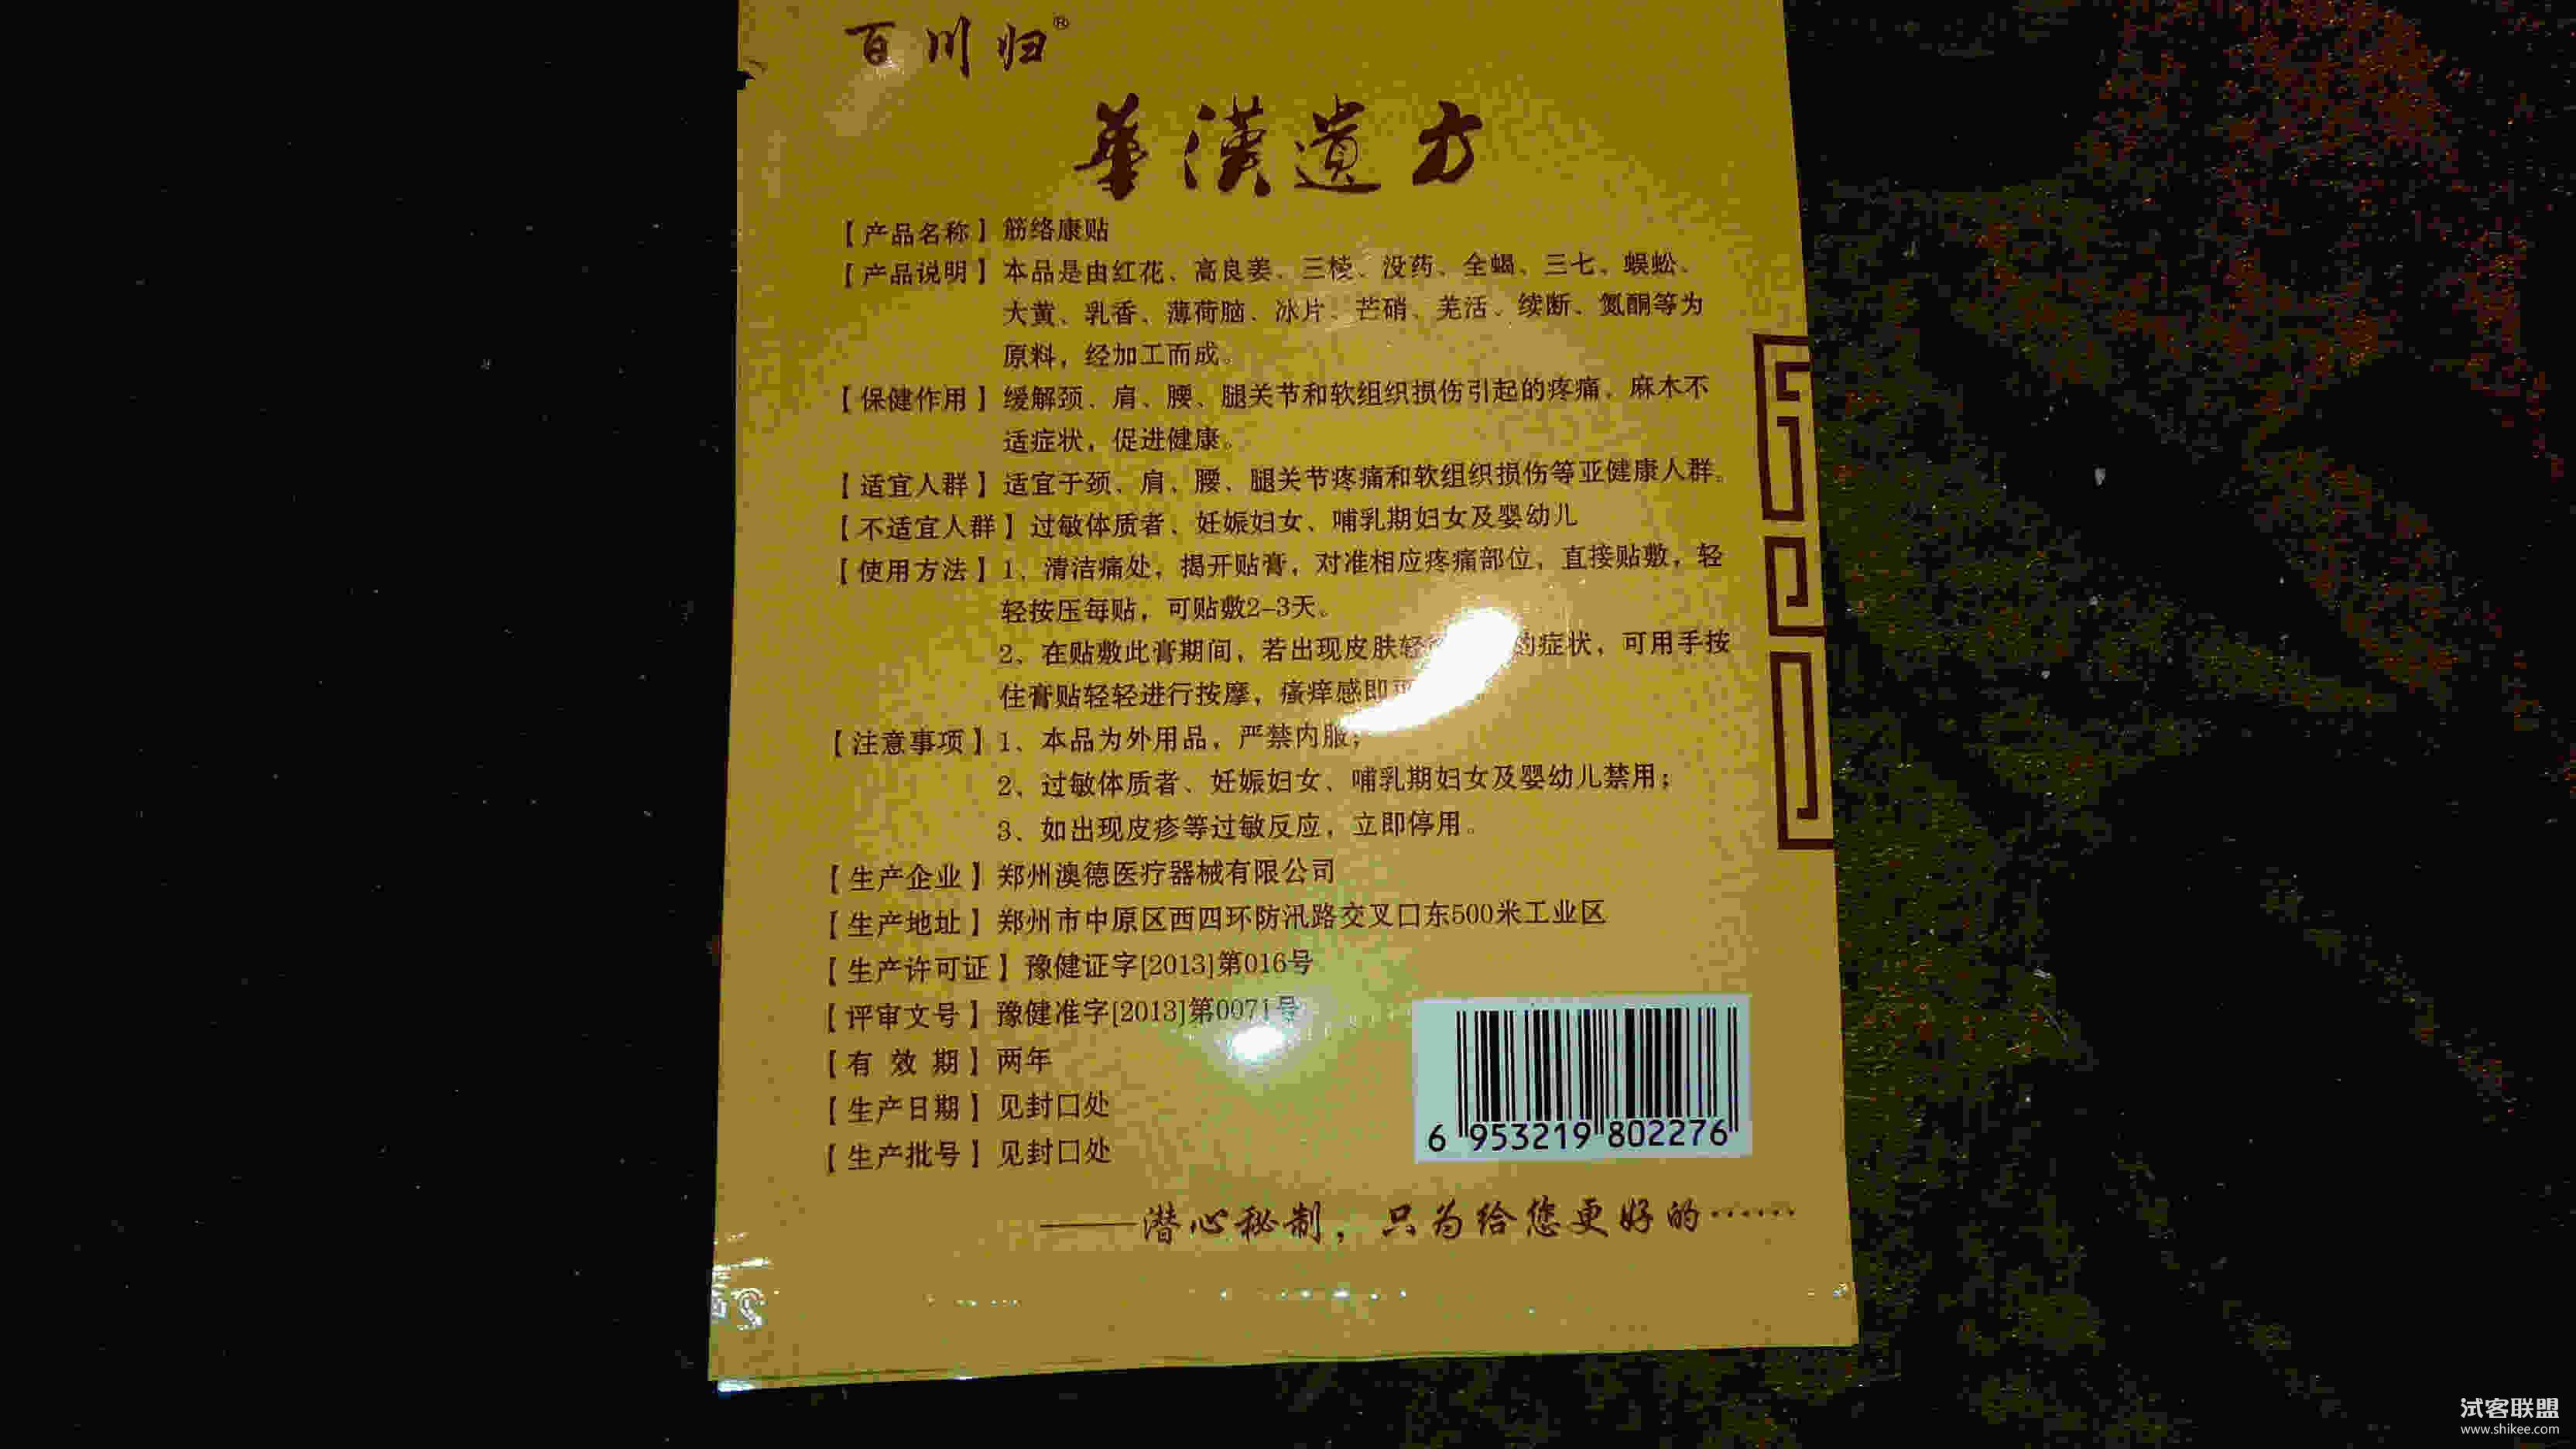 百川归®
華漢遺方
【产品名称】筋络康贴
【产品说明】本品是由红花、高良姜、三棱、没药、全蝎、三七、蜈蚣、
大黄、乳香、薄荷脑、冰片、芒硝、羌活、续断、氮酮等为
原料，经加工而成。
【保健作用】缓解颈、肩、腰、腿关节和软组织损伤引起的疼痛、麻木不
适症状，促进健康。
【适宜人群】适宜于颈、肩、腰、腿关节疼痛和软组织损伤等亚健康人群。
【不适宜人群】过敏体质者、妊娠妇女、哺乳期妇女及婴幼儿
【使用方法】1、清洁痛处，揭开贴膏，对准相应疼痛部位，直接贴敷，轻
轻按压每贴，可贴敷2-3天。
2、在贴敷此膏期间，若出现皮肤轻 的症状，可用手按
住膏贴轻轻进行按摩，瘙痒感即
【注意事项】1、本品为外用品，严禁内服；
2、过敏体质者、妊娠妇女、哺乳期妇女及婴幼儿禁用；
3、如出现皮疹等过敏反应，立即停用。
【生产企业】郑州澳德医疗器械有限公司
【生产地址】郑州市中原区西四环防汛路交叉口东500米工业区
【生产许可证】豫健证字[2013]第016号
【评审文号】豫健准字[2013]第0071号
【有 效 期】两年
【生产日期】见封口处
【生产批号】见封口处
6 953219 802276
——潜心秘制，只为给您更好的……
试客联盟
www.shikee.com